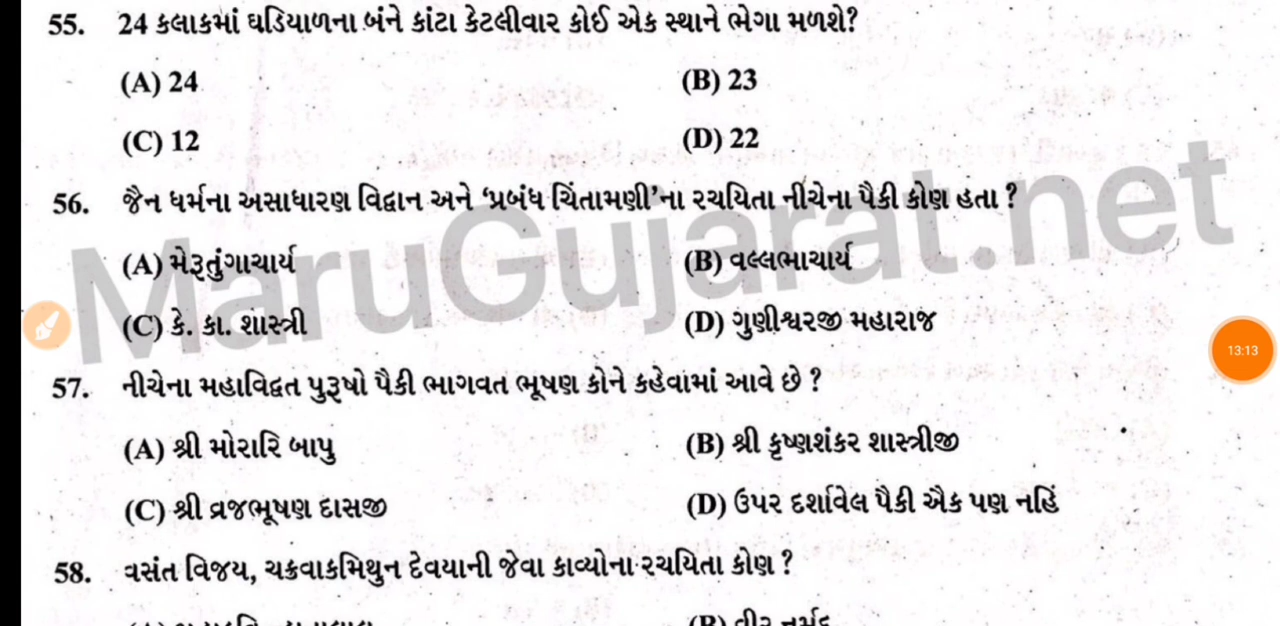 55. 24 કલાકમાં ઘડિયાળના બંને કાંટા કેટલીવાર કોઈ એક સ્થાને ભેગા મળશે?
(A) 24 (B) 23
(C) 12 (D) 22
56. જૈન ધર્મના અસાધારણ વિદ્વાન અને ‘પ્રબંધ ચિંતામણી’ના રચયિતા નીચેના પૈકી કોણ હતા ?
(A) મેરૂતુંગાચાર્ય (B) વલ્લભાચાર્ય
(C) કે. કા. શાસ્ત્રી (D) ગુણીશ્વરજી મહારાજ
57. નીચેના મહાવિદ્વત પુરૂષો પૈકી ભાગવત ભૂષણ કોને કહેવામાં આવે છે ?
(A) શ્રી મોરારિ બાપુ (B) શ્રી કૃષ્ણશંકર શાસ્ત્રીજી
(C) શ્રી વ્રજભૂષણ દાસજી (D) ઉપર દર્શાવેલ પૈકી એક પણ નહિ
58. વસંત વિજય, ચક્રવાકમિથુન દેવયાની જેવા કાવ્યોના રચયિતા કોણ ?
(B) વીર નર્મદ
MaruGujarat.net
13:13